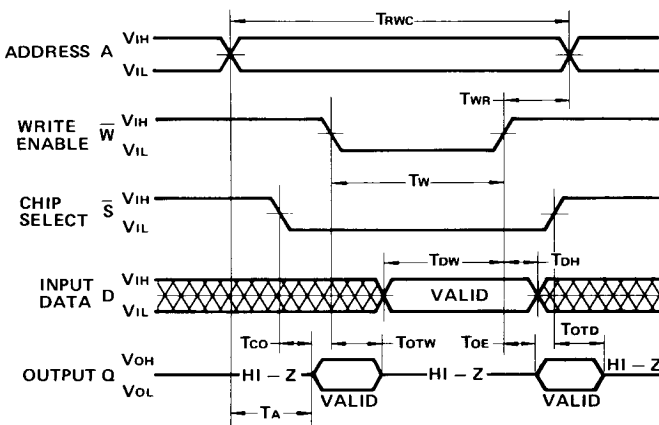 TRWC
ADDRESS A VIH
VIL
TWR
WRITE ENABLE W̅ VIH
VIL
TW
CHIP SELECT S̅ VIH
VIL
TDW TDH
INPUT DATA D VIH
VIL
VALID
TCO TOTW TOE TOTD
OUTPUT Q VOH
VOL
HI – Z HI – Z HI – Z
VALID VALID
TA